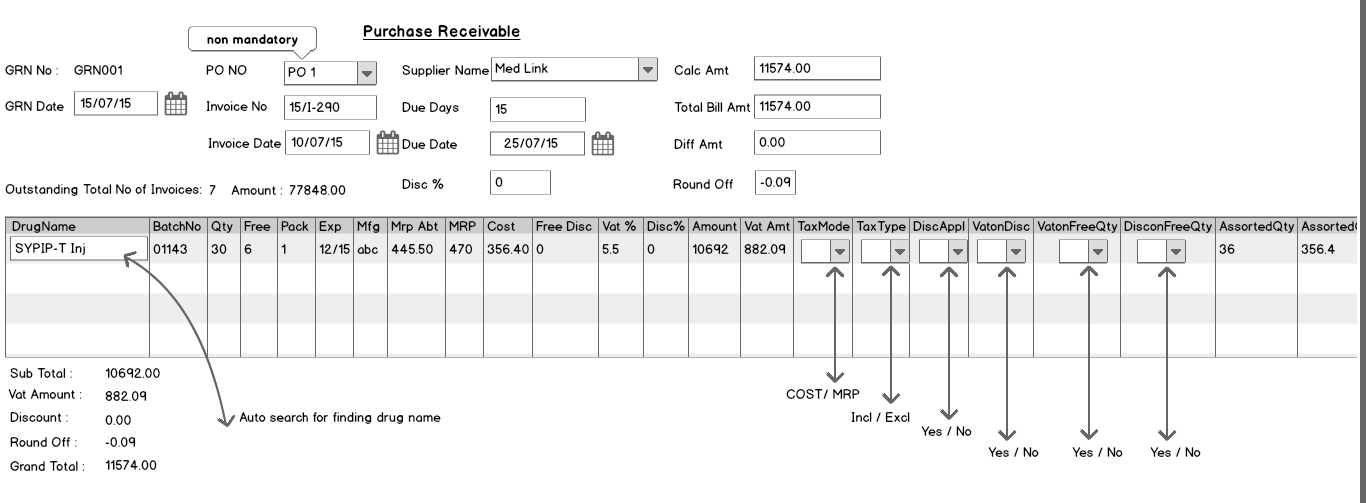 Purchase Receivable
non mandatory
GRN No : GRN001 PO NO PO 1 Supplier Name Med Link Calc Amt 11574.00
GRN Date 15/07/15 Invoice No 15/I-290 Due Days 15 Total Bill Amt 11574.00
Invoice Date 10/07/15 Due Date 25/07/15 Diff Amt 0.00
Disc % 0 Round Off -0.09
Outstanding Total No of Invoices: 7 Amount : 77848.00
DrugName BatchNo Qty Free Pack Exp Mfg Mrp Abt MRP Cost Free Disc Vat % Disc% Amount Vat Amt TaxMode TaxType DiscAppl VatonDisc VatonFreeQty DisconFreeQty AssortedQty Assorted
SYPIP-T Inj 01143 30 6 1 12/15 abc 445.50 470 356.40 0 5.5 0 10692 882.09 36 356.4
Sub Total : 10692.00
Vat Amount : 882.09
Discount : 0.00
Round Off : -0.09
Grand Total : 11574.00
Auto search for finding drug name
COST/ MRP
Incl / Excl
Yes / No
Yes / No Yes / No Yes / No